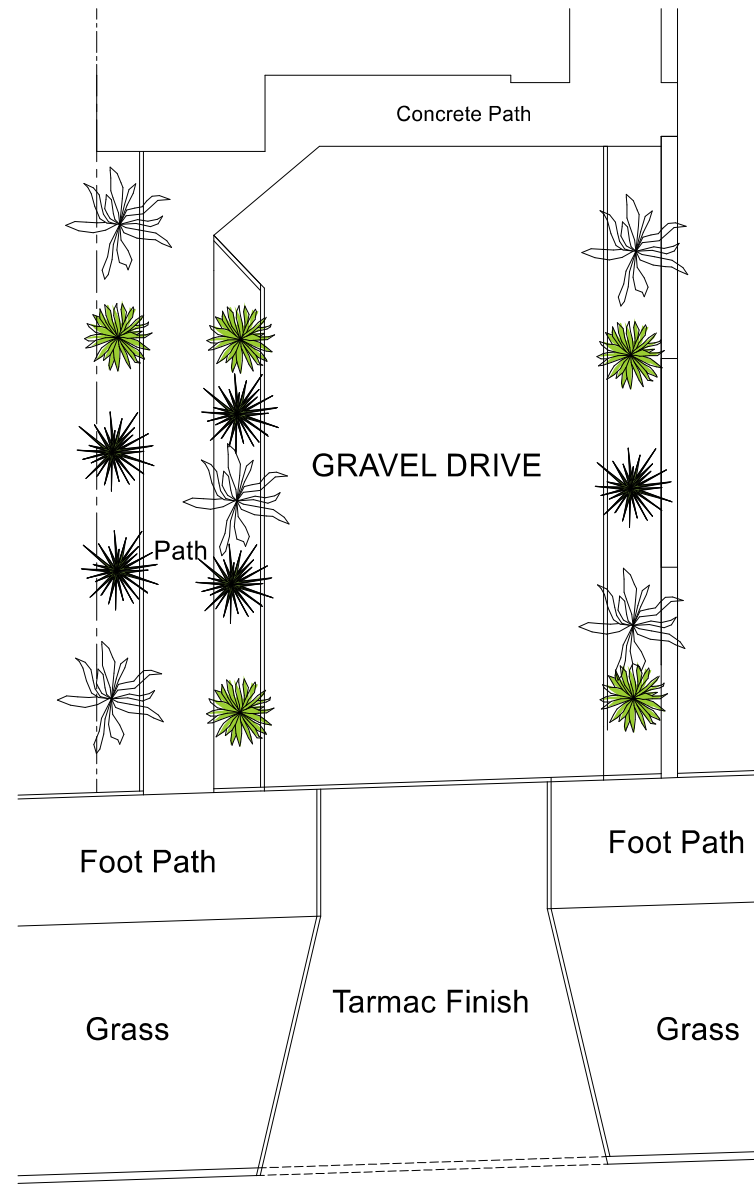 Concrete Path
GRAVEL DRIVE
Path
Foot Path
Foot Path
Tarmac Finish
Grass
Grass